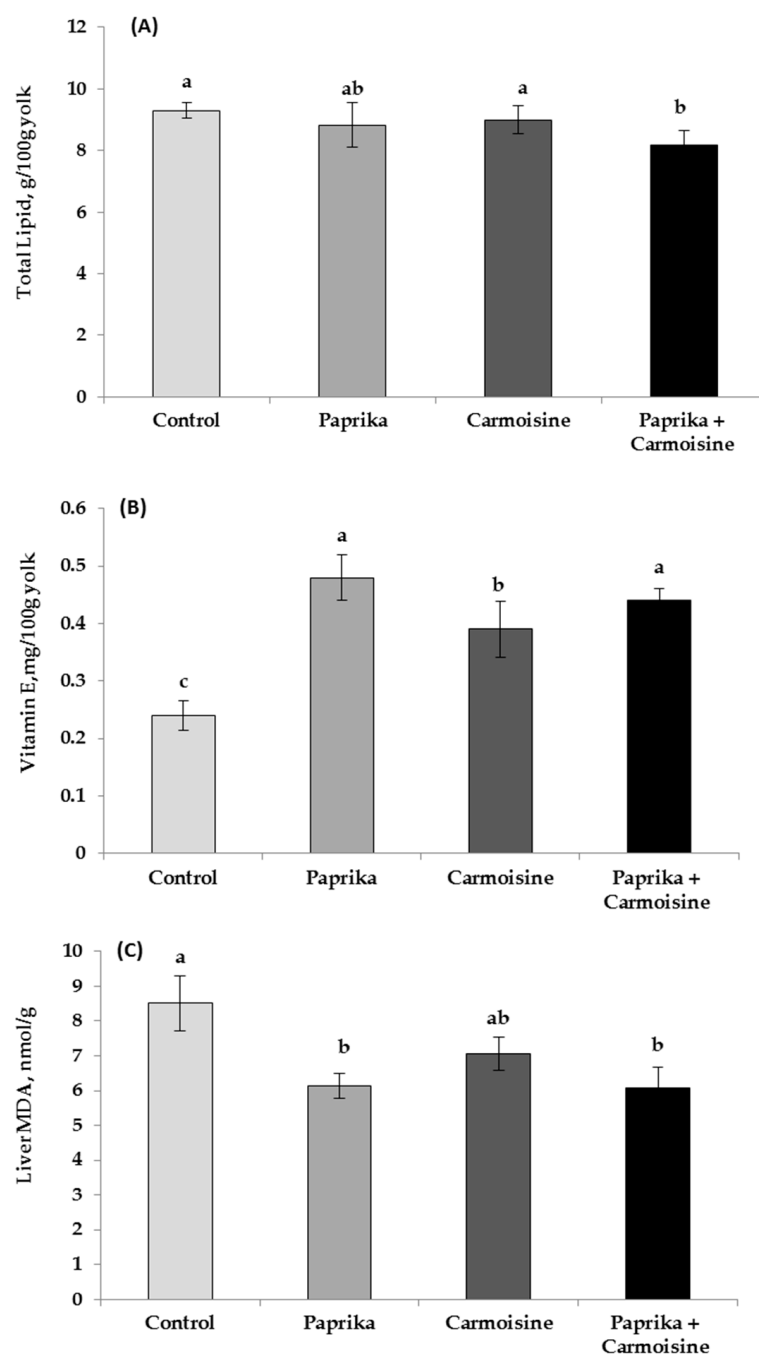 (A)
Total Lipid, g/100g yolk
12
10
8
6
4
2
0
a
ab
a
b
Control
Paprika
Carmoisine
Paprika +
Carmoisine
(B)
Vitamin E,mg/100g yolk
0.6
0.5
0.4
0.3
0.2
0.1
0
c
a
b
a
Control
Paprika
Carmoisine
Paprika +
Carmoisine
(C)
Liver MDA, nmol/g
10
9
8
7
6
5
4
3
2
1
0
a
b
ab
b
Control
Paprika
Carmoisine
Paprika +
Carmoisine